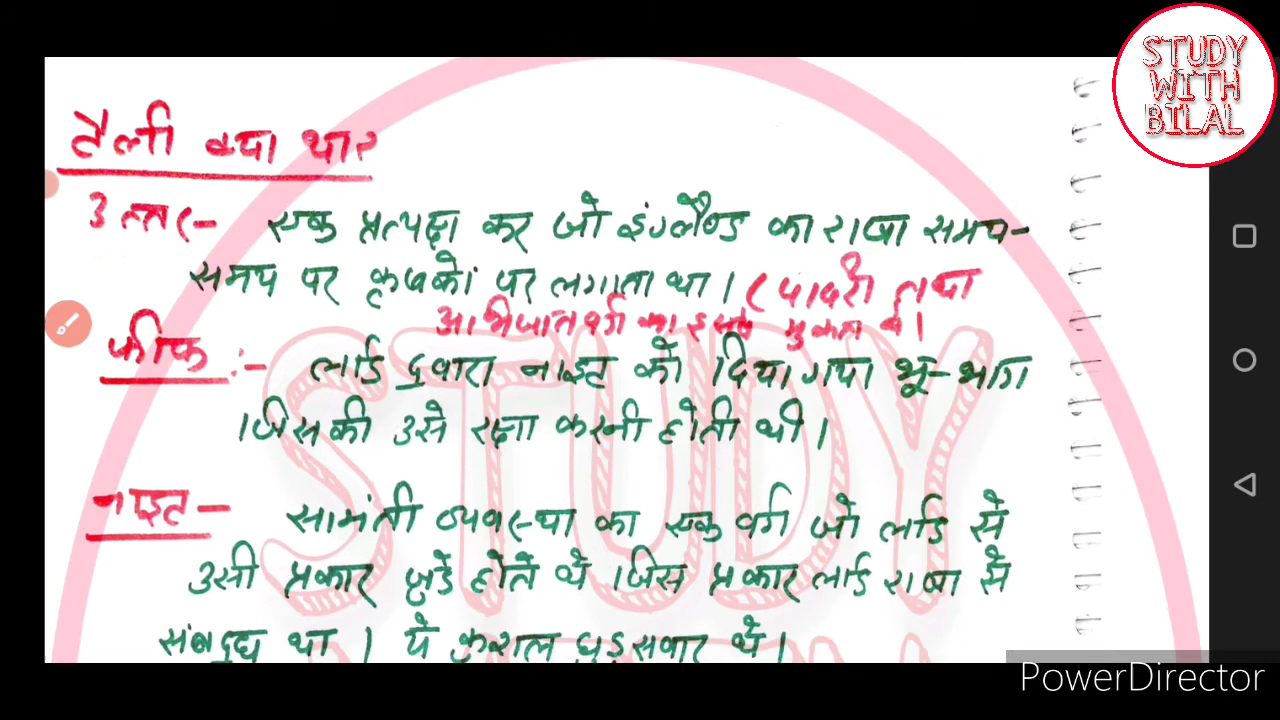 STUDY
WITH
BILAL
टैली क्या था?
उत्तर-
एक प्रत्यक्ष कर जो इंग्लैण्ड का राजा समय-
समय पर कृषकों पर लगाता था। (पादरी तथा
अभिजात वर्ग का इससे मुक्त थे।
फीफ :-
लार्ड द्वारा नाइट को दिया गया भू-भाग
जिसकी उसे रक्षा करनी होती थी।
नाइट-
सामंती व्यवस्था का एक वर्ग जो लार्ड से
उसी प्रकार जुडे होते थे जिस प्रकार लार्ड राजा से
संबद्ध था। ये कुशल घुड़सवार थे।
STUDY
PowerDirector